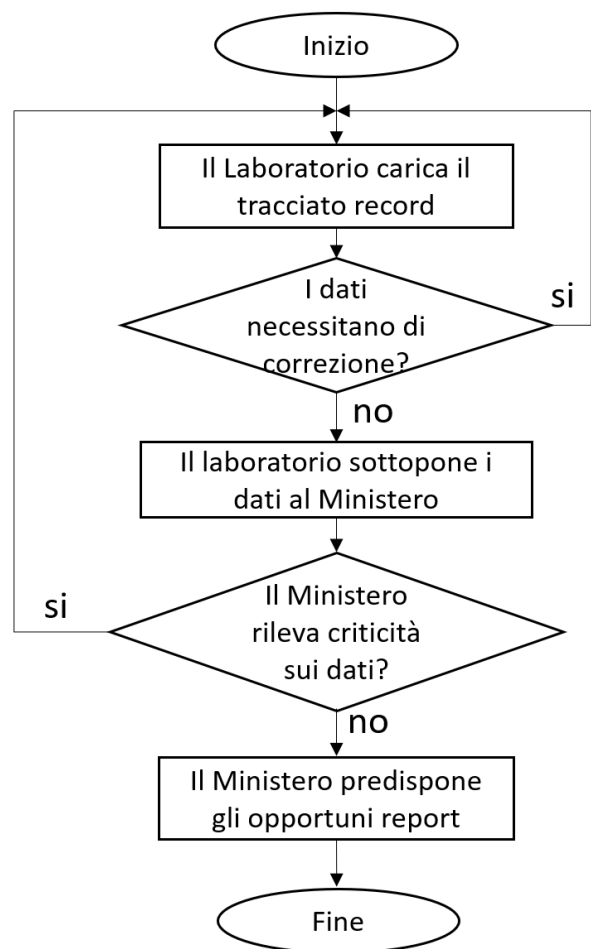 Inizio
Il Laboratorio carica il
tracciato record
I dati
necessitano di
correzione?
si
no
Il laboratorio sottopone i
dati al Ministero
si
Il Ministero
rileva criticità
sui dati?
no
Il Ministero predispone
gli opportuni report
Fine